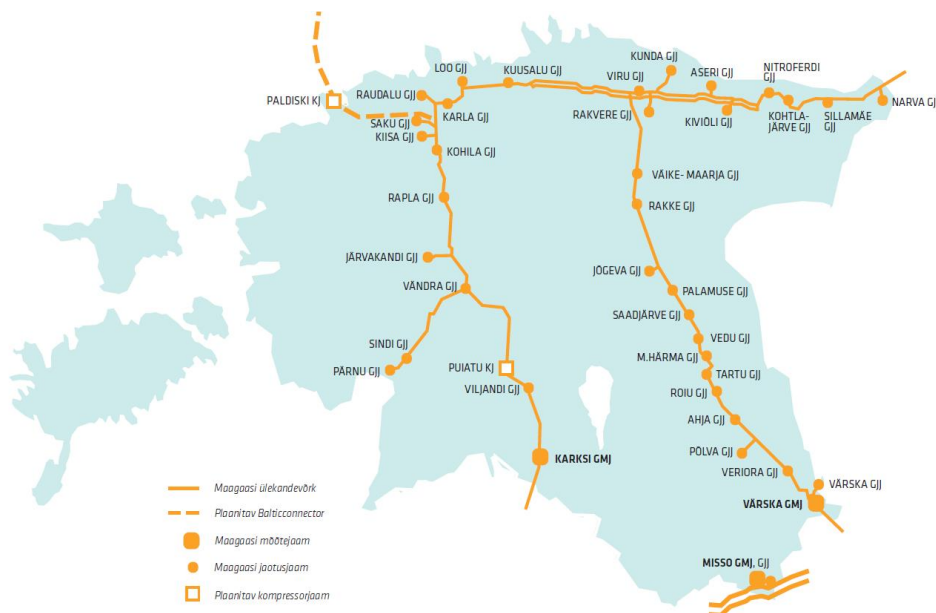 KUNDA GJJ
LOO GJJ
KUUSALU GJJ
VIRU GJJ
ASERI GJJ
NITROFERDI
GJJ
RAUDALU GJJ
PALDISKI KJ
KARLA GJJ
SAKU GJJ
KIISA GJJ
RAKVERE GJJ
KIVIÕLI GJJ
KOHTLA-
JÄRVE GJJ
SILLAMÄE
GJJ
NARVA GJJ
KOHILA GJJ
VÄIKE- MAARJA GJJ
RAPLA GJJ
RAKKE GJJ
JÄRVAKANDI GJJ
JÕGEVA GJJ
VÄNDRA GJJ
PALAMUSE GJJ
SAADJÄRVE GJJ
VEDU GJJ
SINDI GJJ
M.HÄRMA GJJ
PÄRNU GJJ
PUIATU KJ
TARTU GJJ
VILJANDI GJJ
ROIU GJJ
AHJA GJJ
PÕLVA GJJ
KARKSI GMJ
VERIORA GJJ
VÄRSKA GJJ
VÄRSKA GMJ
Maagaasi ülekandevõrk
Plaanitav Balticconnector
Maagaasi mõõtejaam
Maagaasi jaotusjaam
Plaanitav kompressorjaam
MISSO GMJ, GJJ